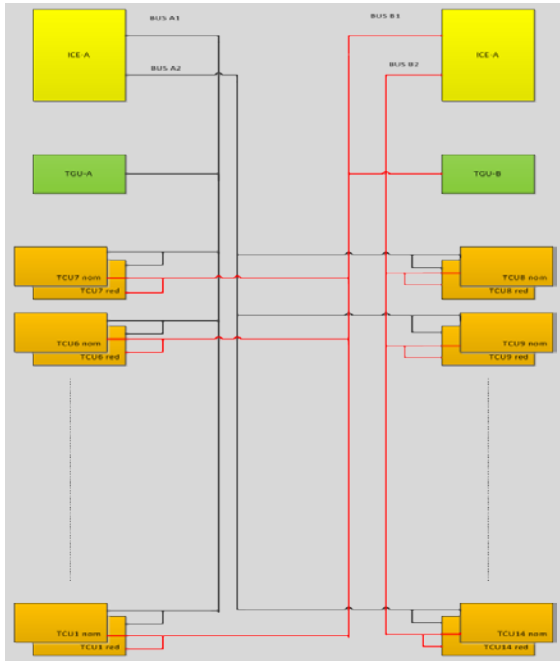 BUS A1
BUS B1
ICE-A
ICE-A
BUS A2
BUS B2
TGU-A
TGU-B
TCU7 nom
TCU8 nom
TCU7 red
TCU8 red
TCU6 nom
TCU9 nom
TCU6 red
TCU9 red
TCU1 nom
TCU14 nom
TCU1 red
TCU14 red